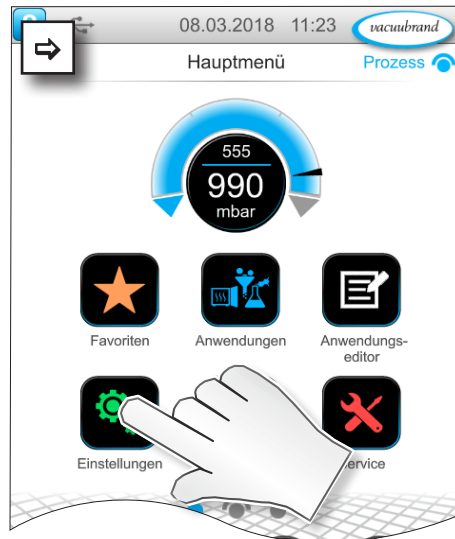 08.03.2018 11:23 vacuubrand
Hauptmenü Prozess
555
990
mbar
Favoriten Anwendungen Anwendungs-
editor
Einstellungen ervice